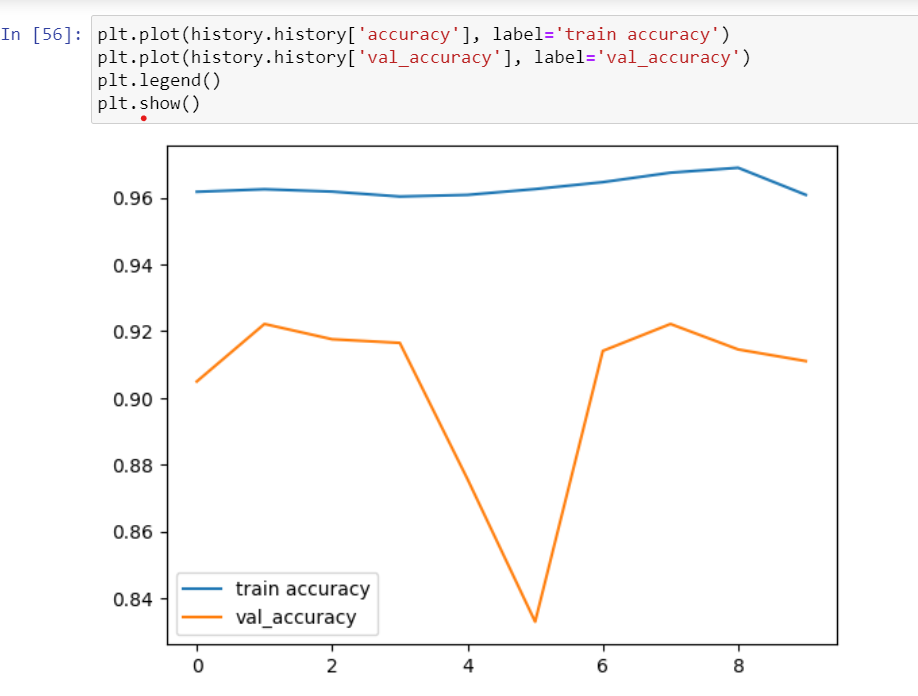 In [56]: plt.plot(history.history['accuracy'], label='train accuracy')
plt.plot(history.history['val_accuracy'], label='val_accuracy')
plt.legend()
plt.show()
0.96
0.94
0.92
0.90
0.88
0.86
0.84
train accuracy
val_accuracy
0 2 4 6 8